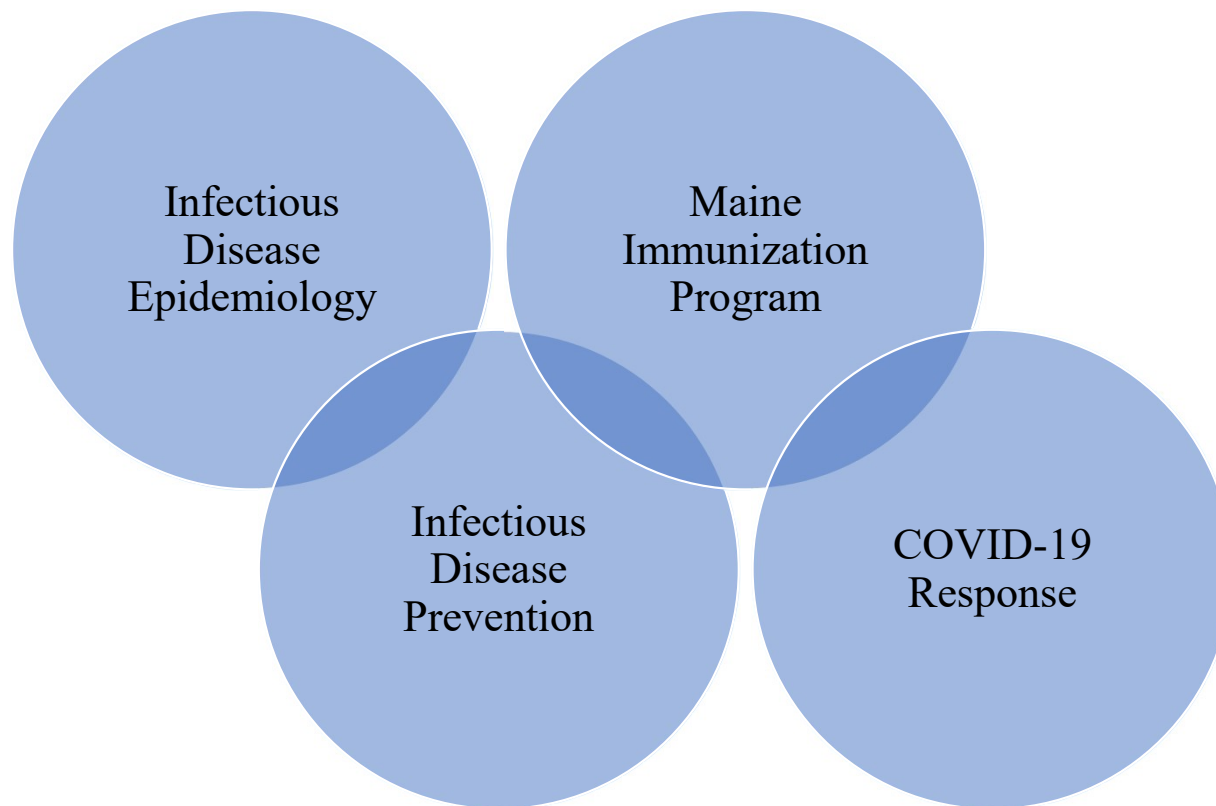 Infectious
Disease
Epidemiology
Maine
Immunization
Program
Infectious
Disease
Prevention
COVID-19
Response